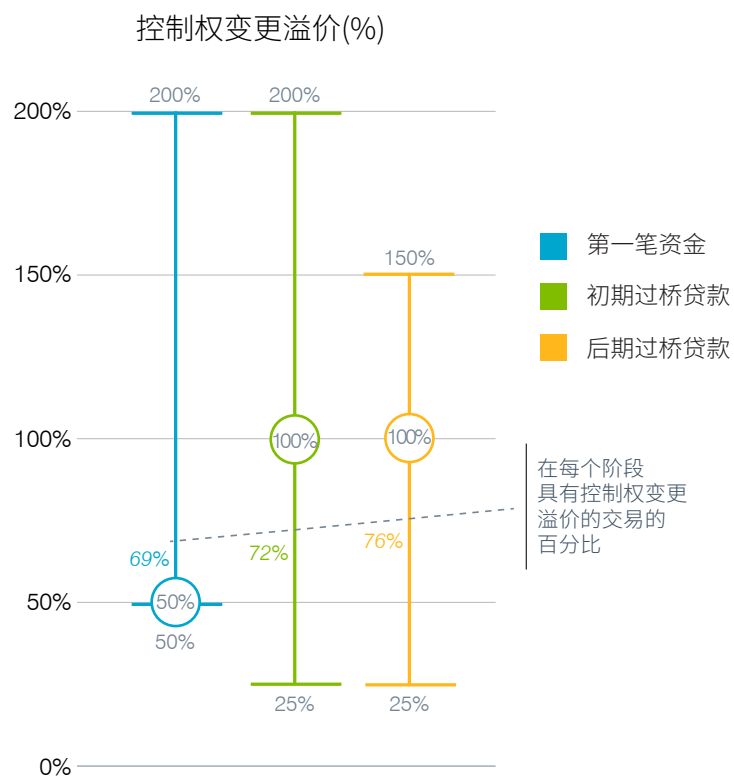 控制权变更溢价(%)
200%
200%
200%
150%
150%
第一笔资金
初期过桥贷款
后期过桥贷款
100%
100%
100%
在每个阶段
具有控制权变更
溢价的交易的
百分比
69%
72%
76%
50%
50%
50%
25%
25%
0%